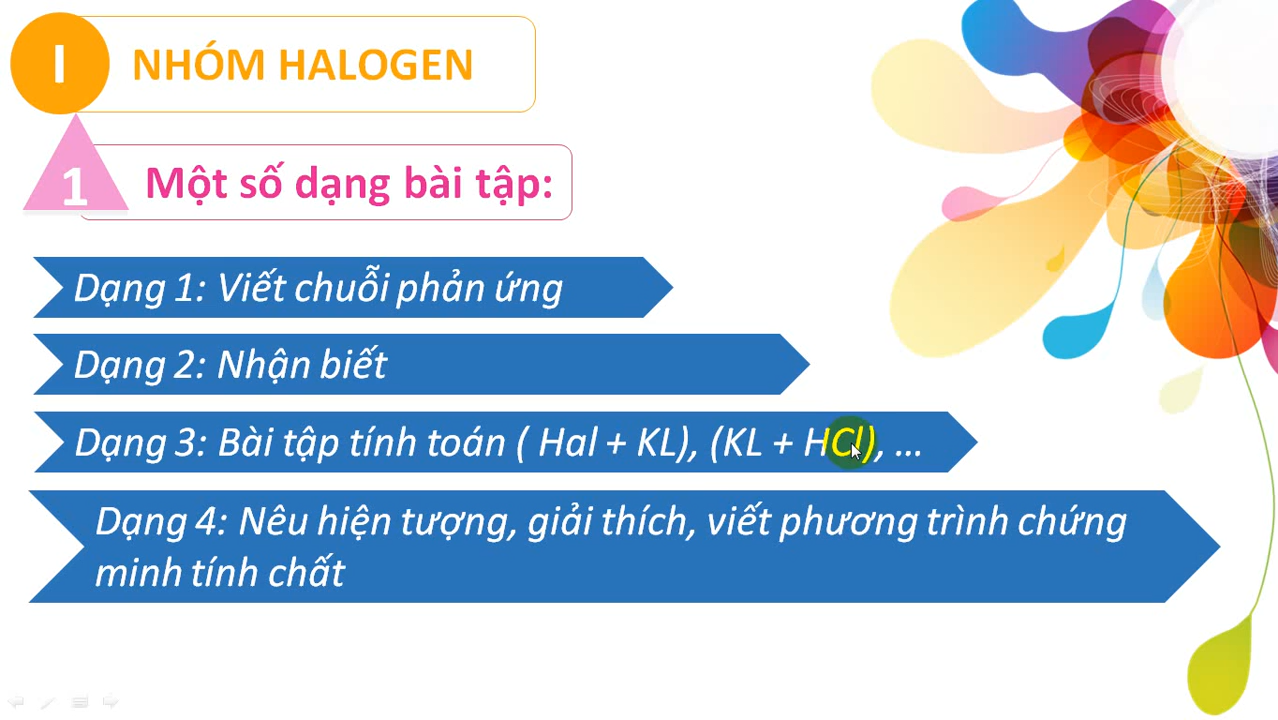 I
NHÓM HALOGEN
1
Một số dạng bài tập:
Dạng 1: Viết chuỗi phản ứng
Dạng 2: Nhận biết
Dạng 3: Bài tập tính toán ( Hal + KL), (KL + HCl), ...
Dạng 4: Nêu hiện tượng, giải thích, viết phương trình chứng
minh tính chất